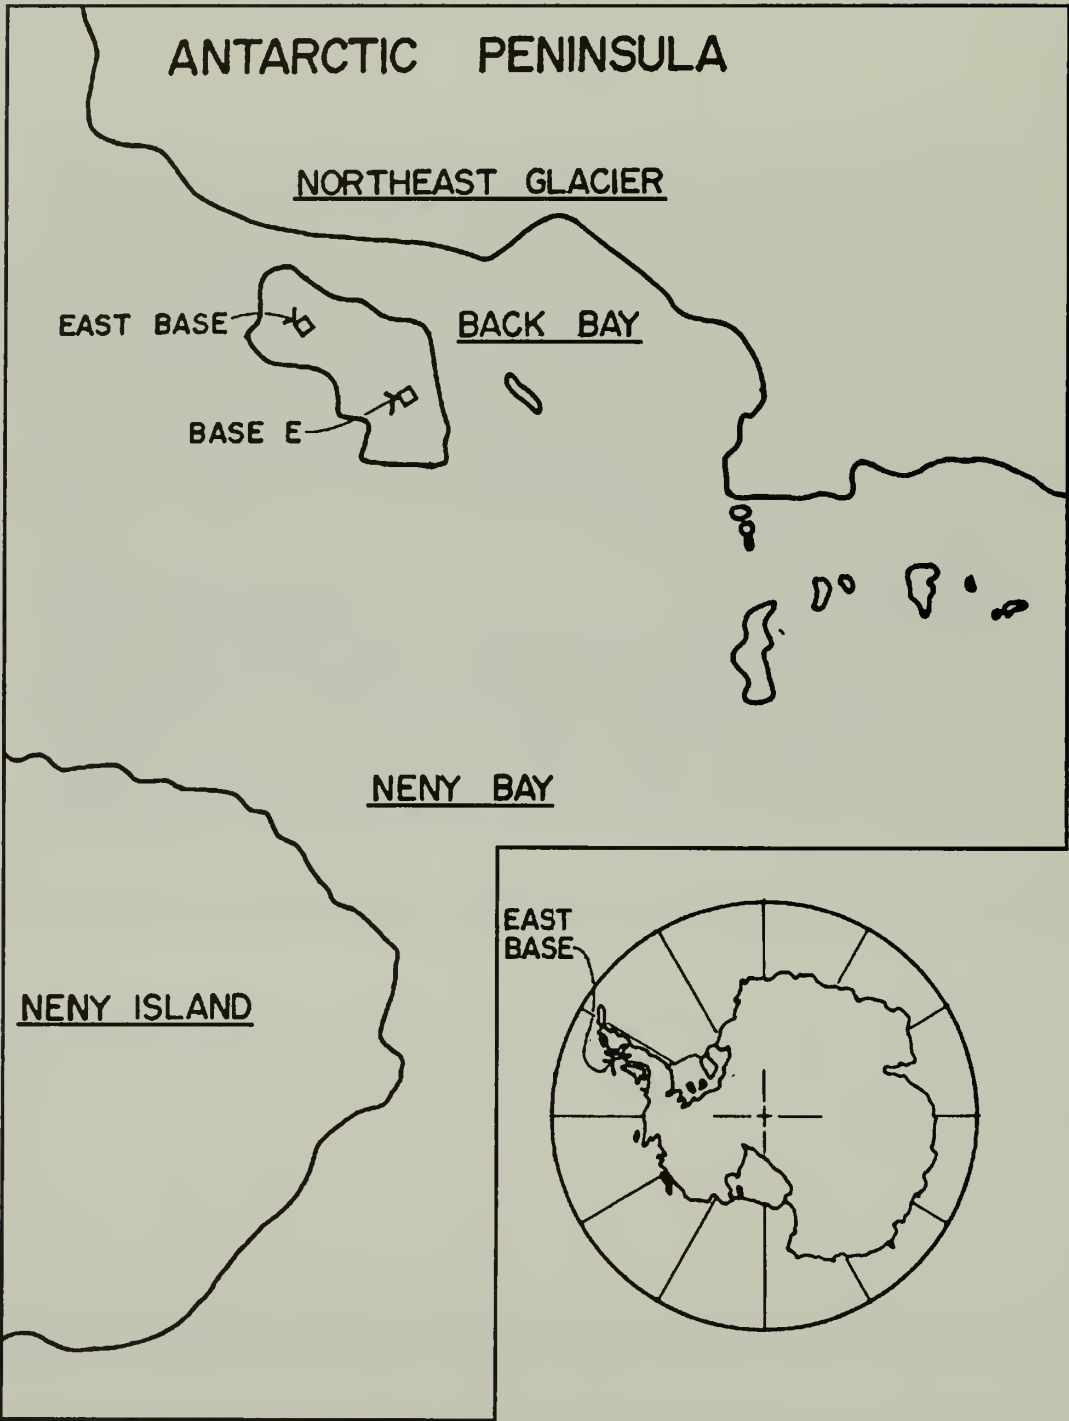 ANTARCTIC PENINSULA
NORTHEAST GLACIER
EAST BASE
BACK BAY
BASE E
NENY BAY
EAST
BASE
NENY ISLAND